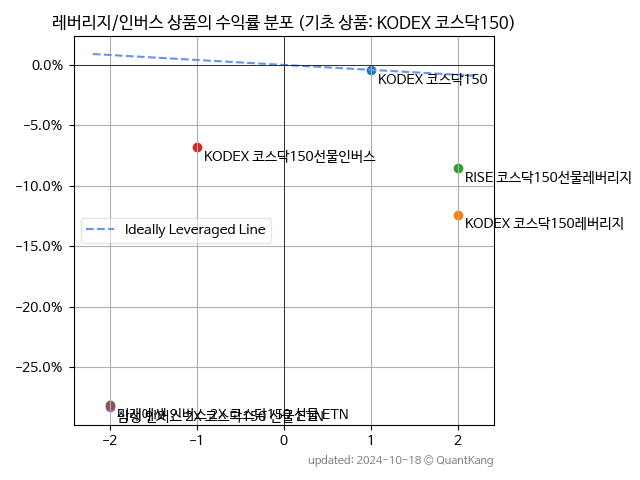 레버리지/인버스 상품의 수익률 분포 (기초 상품: KODEX 코스닥150)
0.0%
KODEX 코스닥150
−5.0%
KODEX 코스닥150선물인버스
RISE 코스닥150선물레버리지
−10.0%
KODEX 코스닥150레버리지
Ideally Leveraged Line
−15.0%
−20.0%
−25.0%
−2
−1
0
1
2
updated: 2024-10-18 © QuantKang